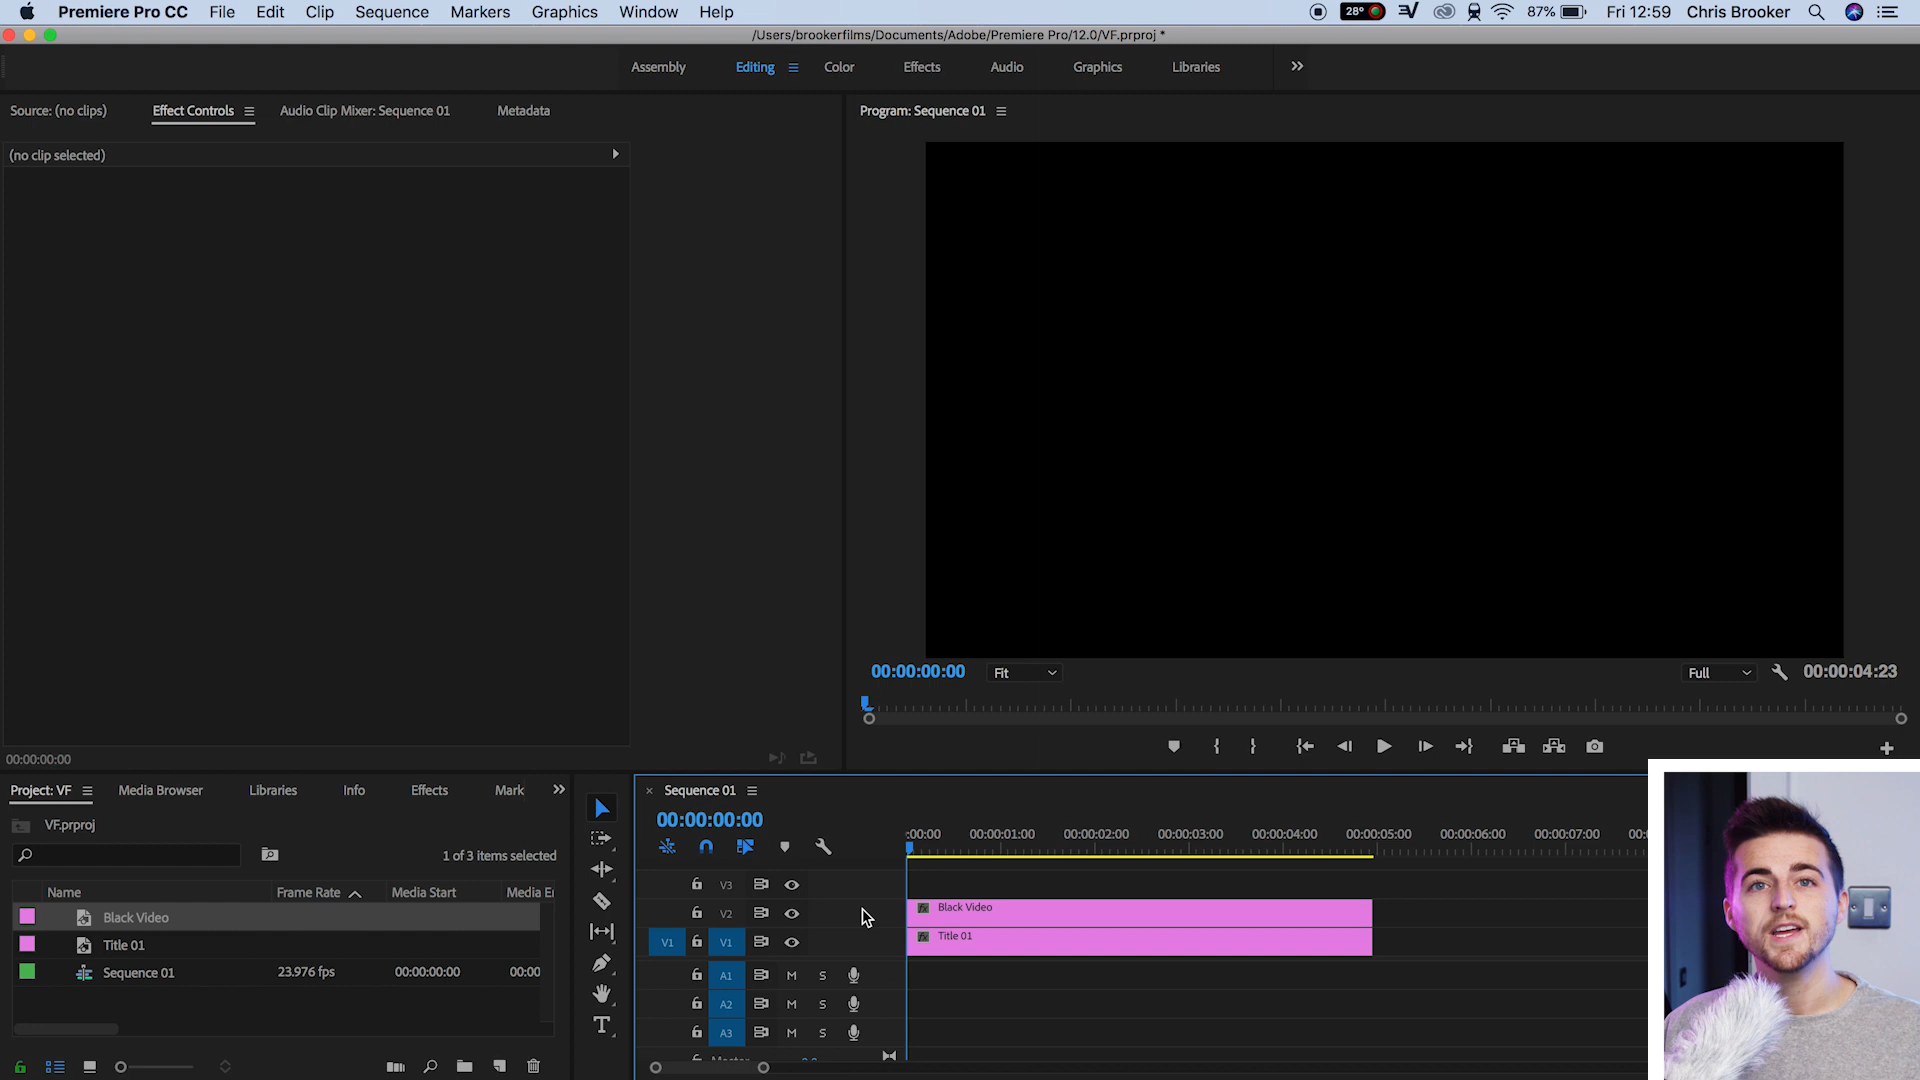 Premiere Pro CC File Edit Clip Sequence Markers Graphics Window Help 28° 87% Fri 12:59 Chris Brooker
/Users/brookerfilms/Documents/Adobe/Premiere Pro/12.0/VF.prproj *
Assembly Editing Color Effects Audio Graphics Libraries
Source: (no clips) Effect Controls Audio Clip Mixer: Sequence 01 Metadata
Program: Sequence 01
(no clip selected)
00:00:00:00 Fit Full 00:00:04:23
00:00:00:00
Project: VF Media Browser Libraries Info Effects Mark
VF.prproj
1 of 3 items selected
Name Frame Rate Media Start Media E
Black Video
Title 01
Sequence 01 23.976 fps 00:00:00:00 00:00
Sequence 01
00:00:00:00
:00:00 00:00:01:00 00:00:02:00 00:00:03:00 00:00:04:00 00:00:05:00 00:00:06:00 00:00:07:00 00:
V3
V2 Black Video
V1 V1 Title 01
A1 M S
A2 M S
A3 M S